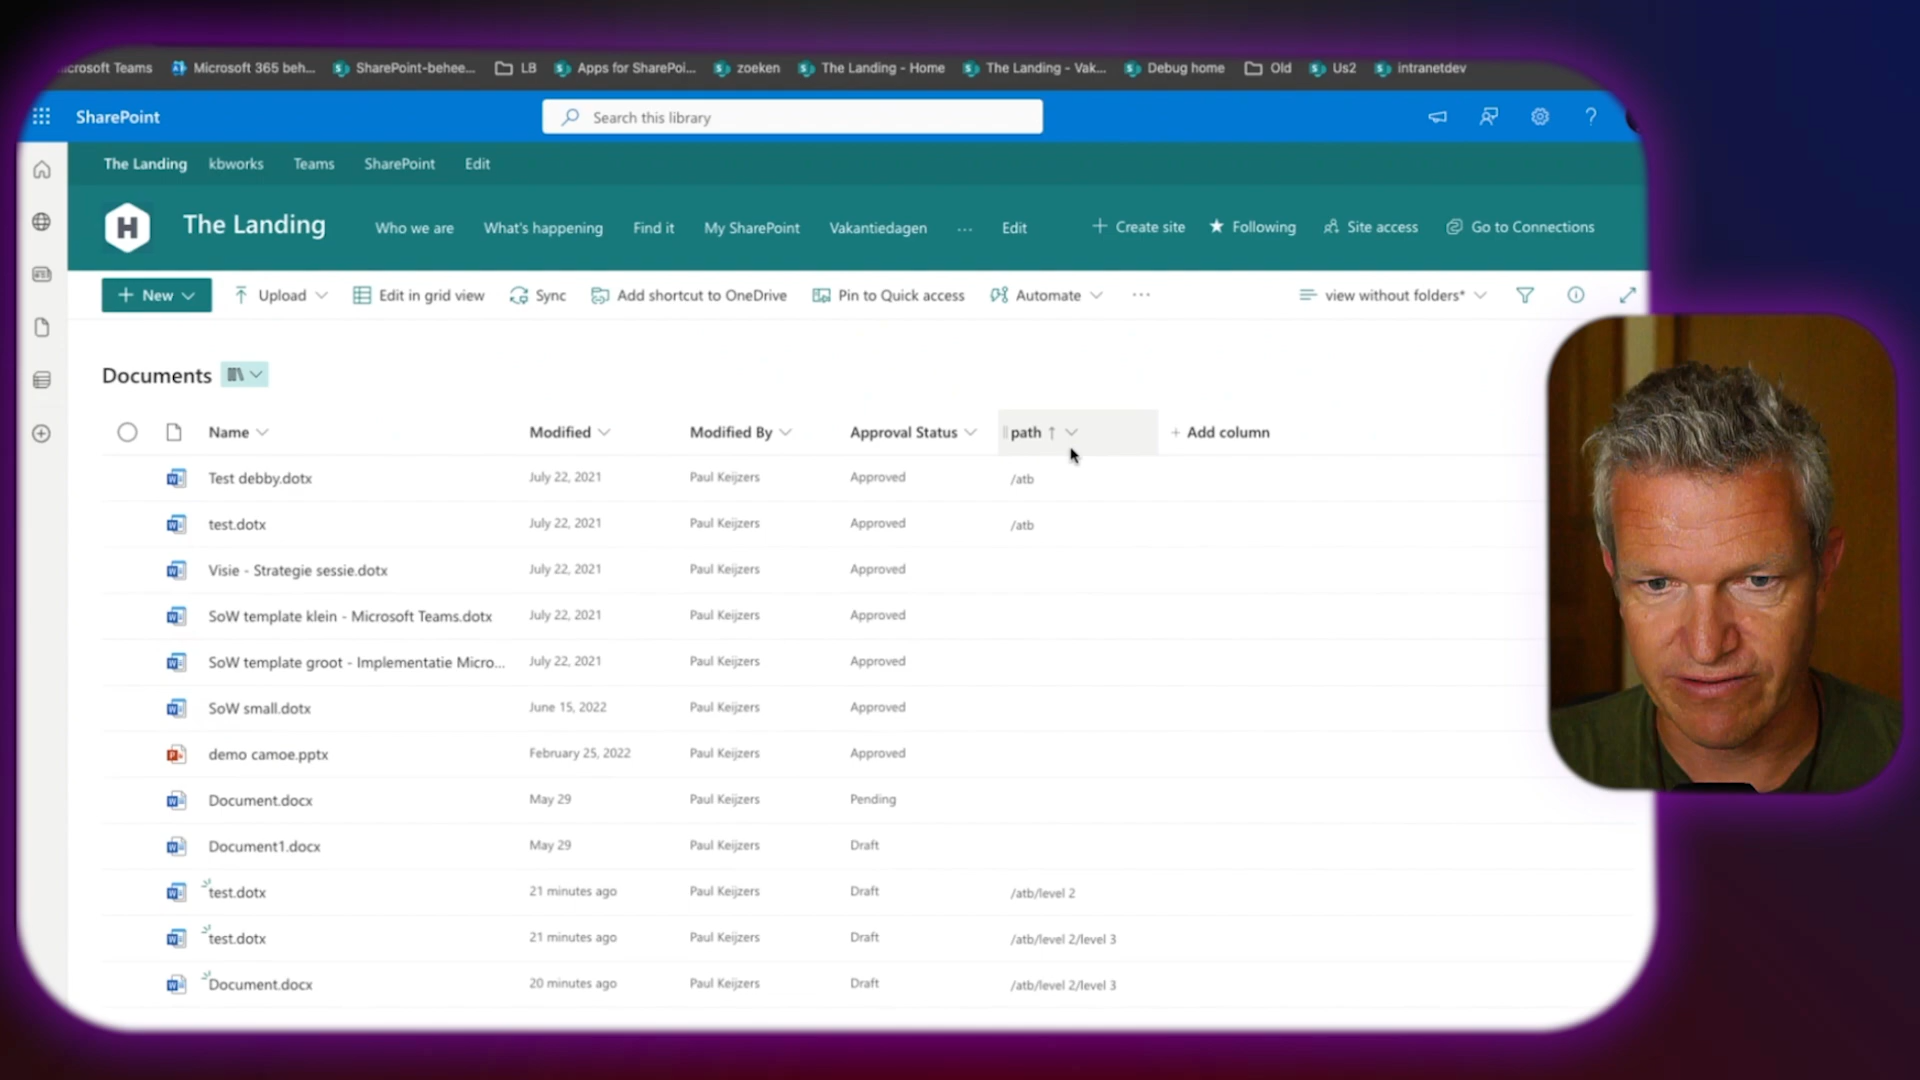 crosoft Teams Microsoft 365 beh... SharePoint-behee... LB Apps for SharePoi... zoeken The Landing - Home The Landing - Vak... Debug home Old Us2 intranetdev
SharePoint Search this library ?
The Landing kbworks Teams SharePoint Edit
H The Landing Who we are What's happening Find it My SharePoint Vakantiedagen ... Edit + Create site Following Site access Go to Connections
+ New Upload Edit in grid view Sync Add shortcut to OneDrive Pin to Quick access Automate ... view without folders*
Documents
Name Modified Modified By Approval Status path ↑ + Add column
Test debby.dotx July 22, 2021 Paul Keijzers Approved /atb
test.dotx July 22, 2021 Paul Keijzers Approved /atb
Visie - Strategie sessie.dotx July 22, 2021 Paul Keijzers Approved
SoW template klein - Microsoft Teams.dotx July 22, 2021 Paul Keijzers Approved
SoW template groot - Implementatie Micro... July 22, 2021 Paul Keijzers Approved
SoW small.dotx June 15, 2022 Paul Keijzers Approved
demo camoe.pptx February 25, 2022 Paul Keijzers Approved
Document.docx May 29 Paul Keijzers Pending
Document1.docx May 29 Paul Keijzers Draft
test.dotx 21 minutes ago Paul Keijzers Draft /atb/level 2
test.dotx 21 minutes ago Paul Keijzers Draft /atb/level 2/level 3
Document.docx 20 minutes ago Paul Keijzers Draft /atb/level 2/level 3